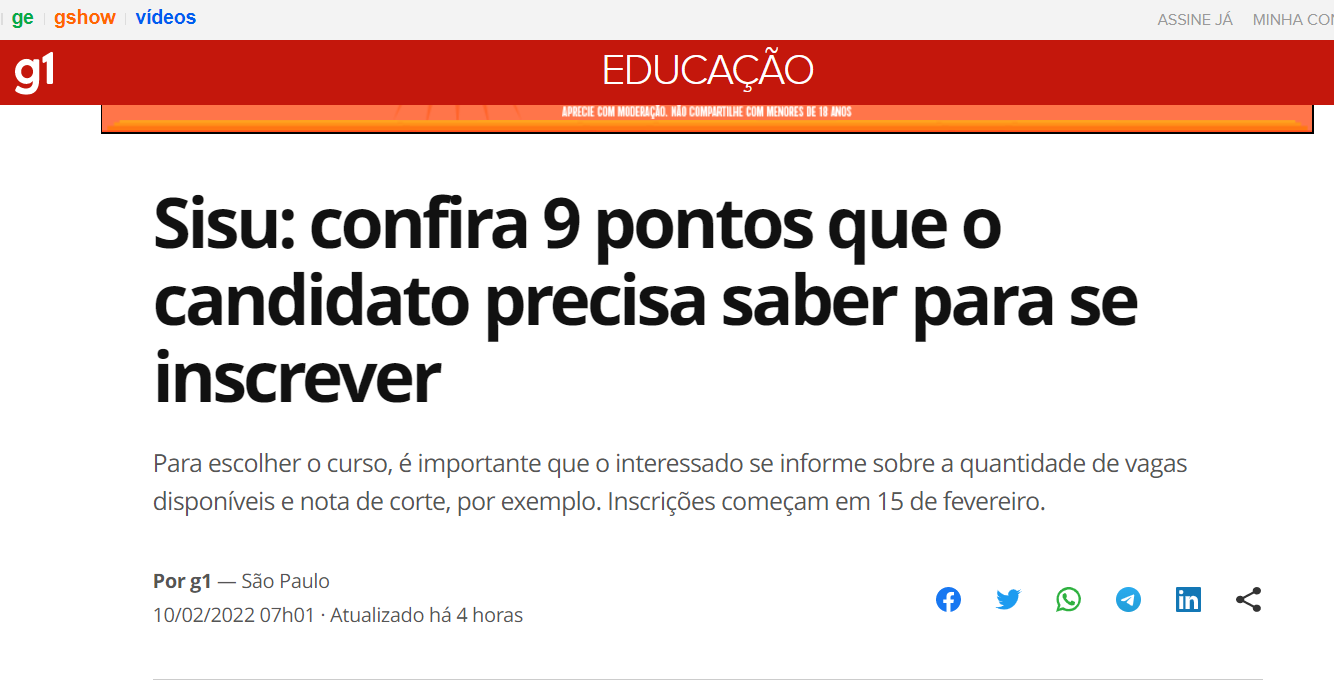 ge gshow vídeos ASSINE JÁ MINHA CON
g1 EDUCAÇÃO
APRECIE COM MODERAÇÃO. NÃO COMPARTILHE COM MENORES DE 18 ANOS
Sisu: confira 9 pontos que o
candidato precisa saber para se
inscrever
Para escolher o curso, é importante que o interessado se informe sobre a quantidade de vagas
disponíveis e nota de corte, por exemplo. Inscrições começam em 15 de fevereiro.
Por g1 — São Paulo
10/02/2022 07h01 · Atualizado há 4 horas